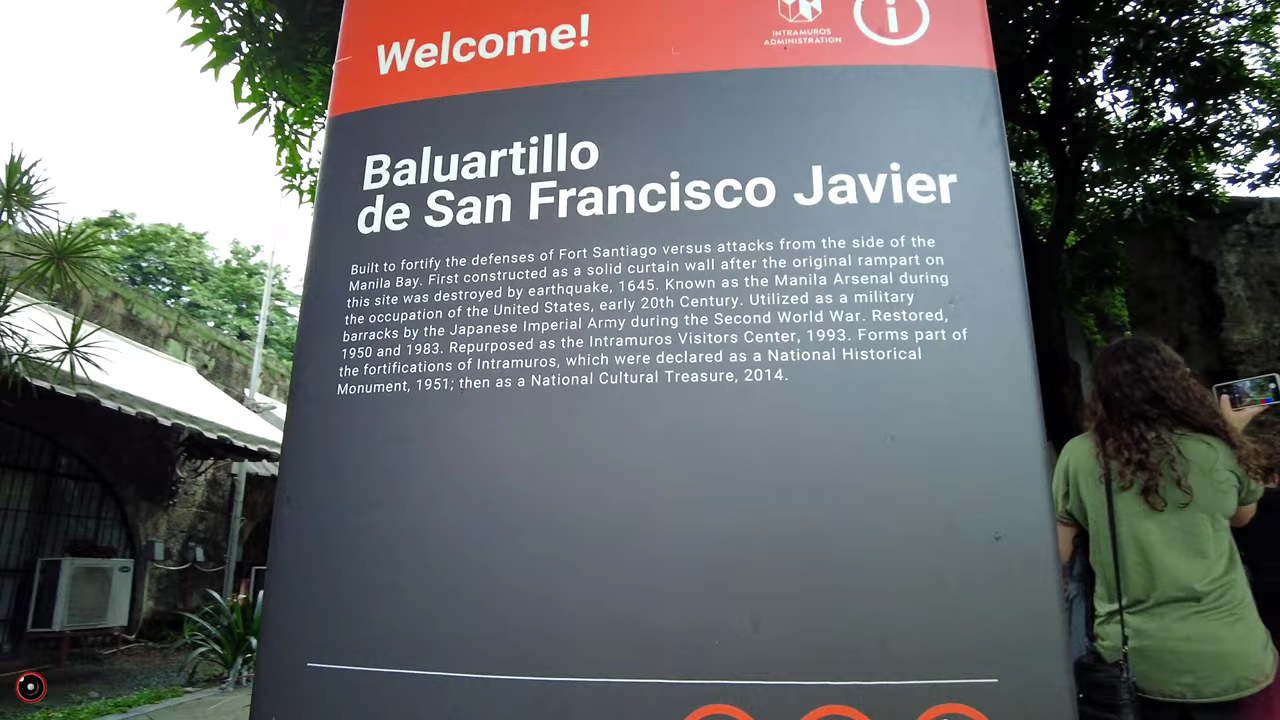 Welcome!
INTRAMUROS
ADMINISTRATION
i
Baluartillo
de San Francisco Javier
Built to fortify the defenses of Fort Santiago versus attacks from the side of the
Manila Bay. First constructed as a solid curtain wall after the original rampart on
this site was destroyed by earthquake, 1645. Known as the Manila Arsenal during
the occupation of the United States, early 20th Century. Utilized as a military
barracks by the Japanese Imperial Army during the Second World War. Restored,
1950 and 1983. Repurposed as the Intramuros Visitors Center, 1993. Forms part of
the fortifications of Intramuros, which were declared as a National Historical
Monument, 1951; then as a National Cultural Treasure, 2014.